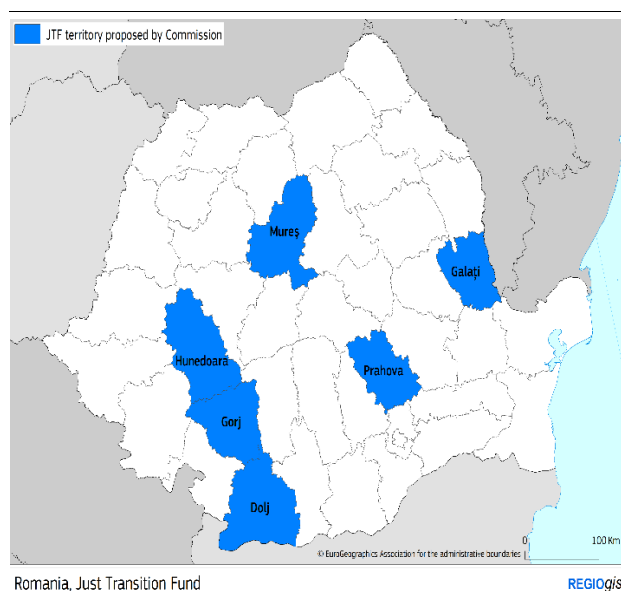 JTF territory proposed by Commission
Mureș
Galați
Hunedoara
Prahova
Gorj
Dolj
0 100 Km
© EuroGeographics Association for the administrative boundaries
Romania, Just Transition Fund
REGIOgis